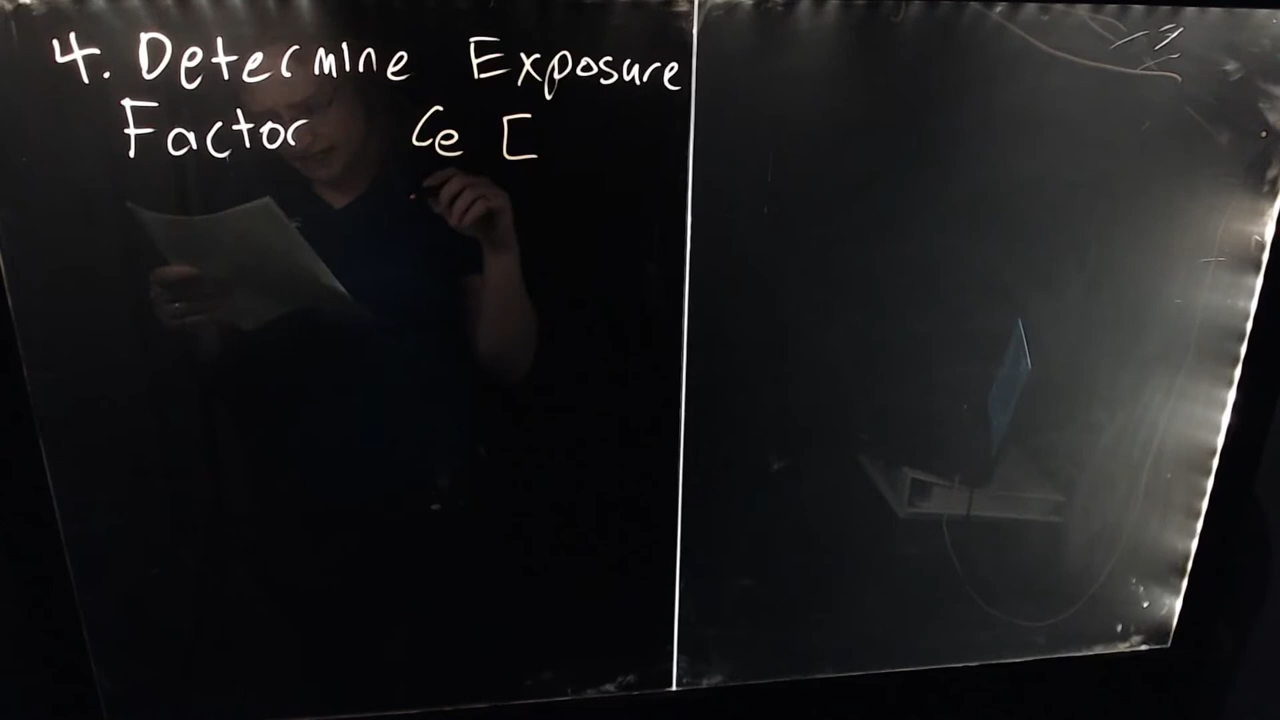 4. Determine Exposure
Factor Ce [